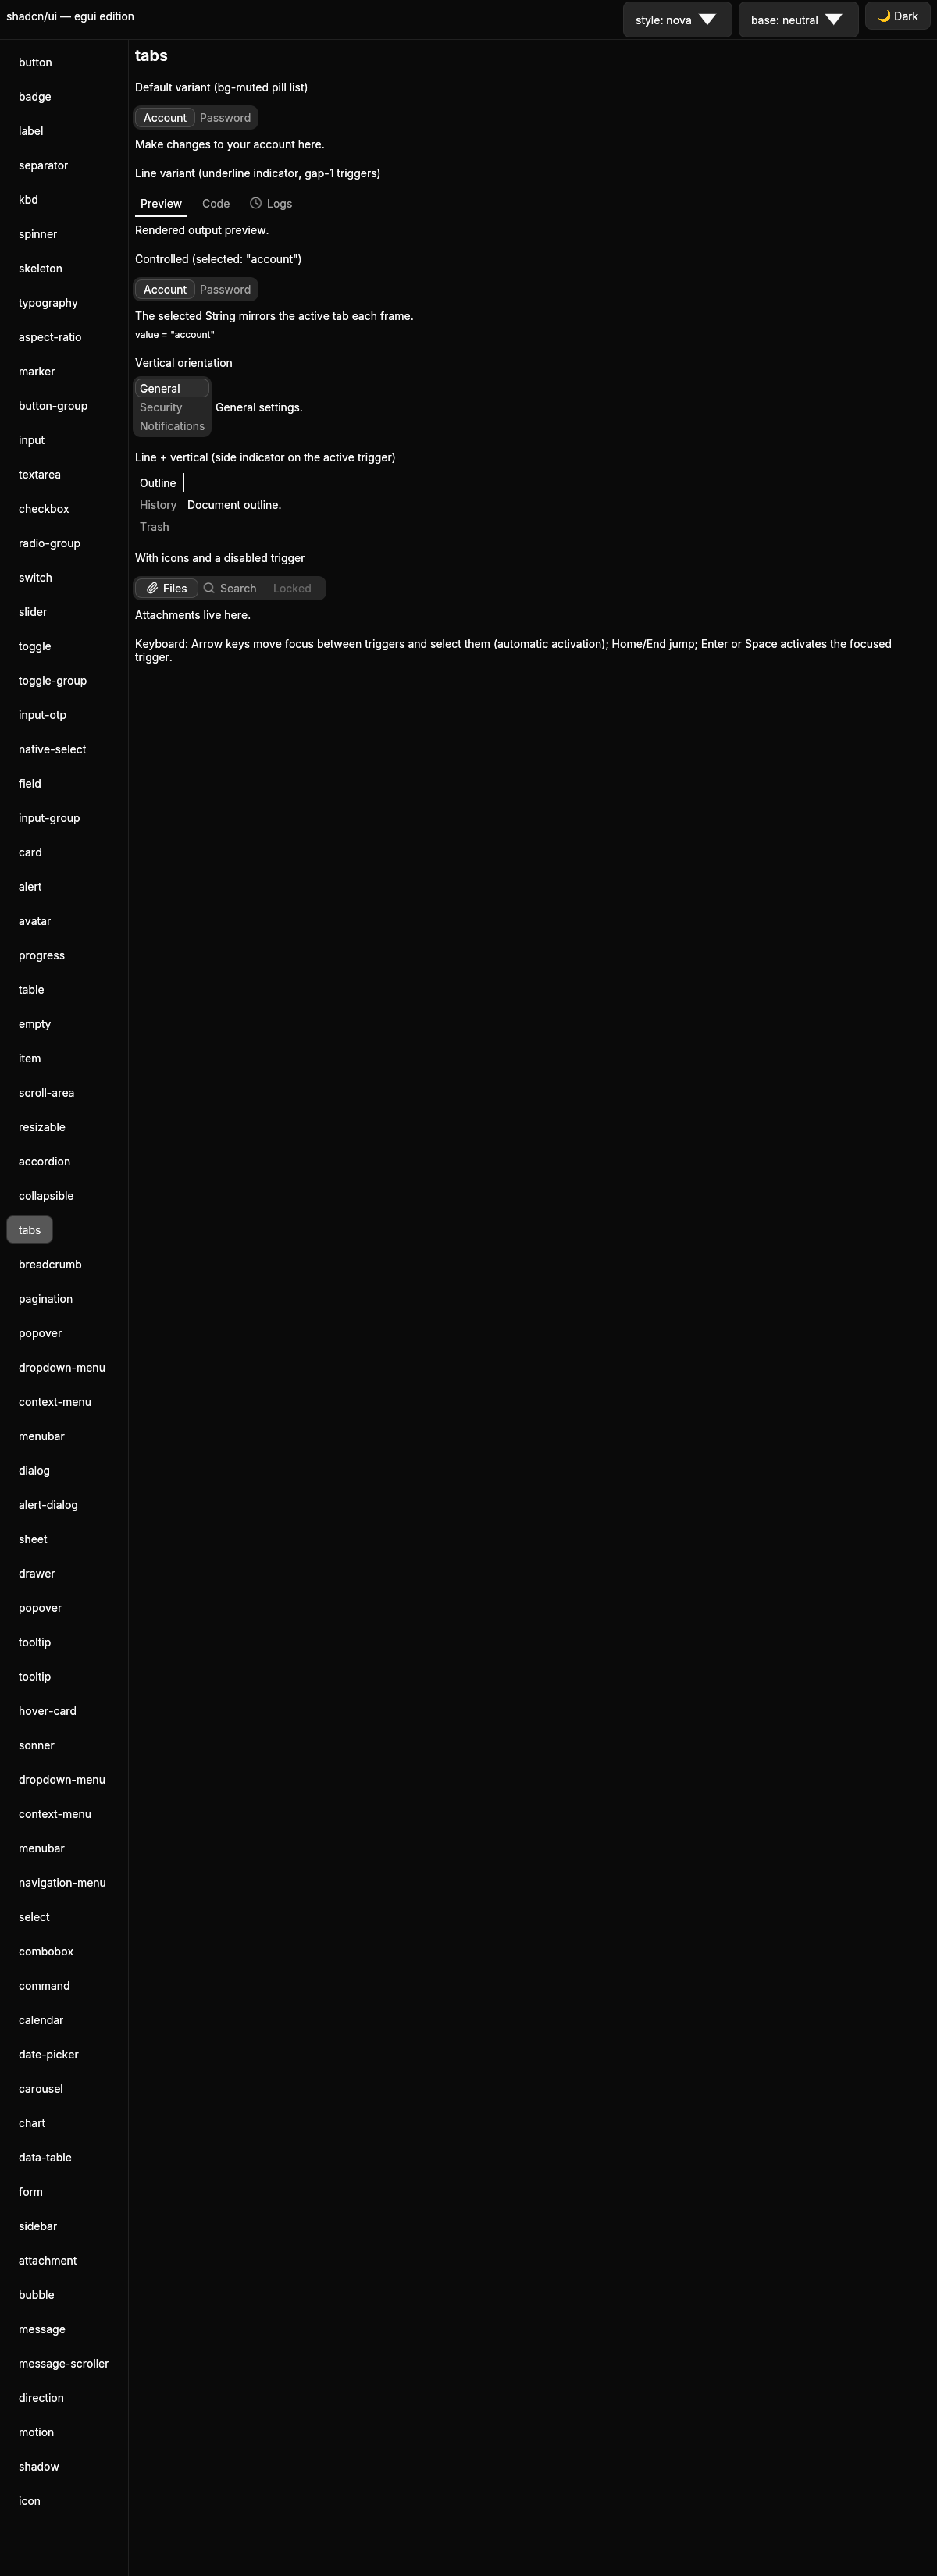 shadcn/ui — egui edition
style: nova
base: neutral
🌙 Dark
button
badge
label
separator
kbd
spinner
skeleton
typography
aspect-ratio
marker
button-group
input
textarea
checkbox
radio-group
switch
slider
toggle
toggle-group
input-otp
native-select
field
input-group
card
alert
avatar
progress
table
empty
item
scroll-area
resizable
accordion
collapsible
tabs
breadcrumb
pagination
popover
dropdown-menu
context-menu
menubar
dialog
alert-dialog
sheet
drawer
popover
tooltip
tooltip
hover-card
sonner
dropdown-menu
context-menu
menubar
navigation-menu
select
combobox
command
calendar
date-picker
carousel
chart
data-table
form
sidebar
attachment
bubble
message
message-scroller
direction
motion
shadow
icon
tabs
Default variant (bg-muted pill list)
Account Password
Make changes to your account here.
Line variant (underline indicator, gap-1 triggers)
Preview Code Logs
Rendered output preview.
Controlled (selected: "account")
Account Password
The selected String mirrors the active tab each frame.
value = "account"
Vertical orientation
General
Security
Notifications
General settings.
Line + vertical (side indicator on the active trigger)
Outline
History
Trash
Document outline.
With icons and a disabled trigger
Files Search Locked
Attachments live here.
Keyboard: Arrow keys move focus between triggers and select them (automatic activation); Home/End jump; Enter or Space activates the focused
trigger.